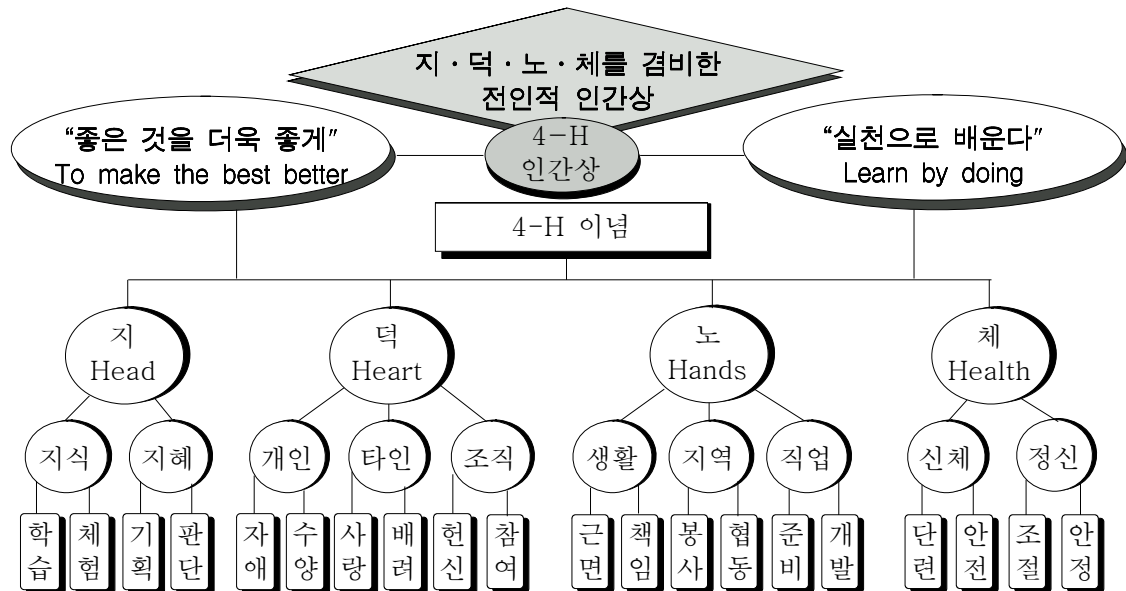 지·덕·노·체를 겸비한
전인적 인간상
“좋은 것을 더욱 좋게”
To make the best better
4-H
인간상
“실천으로 배운다”
Learn by doing
4-H 이념
지
Head
덕
Heart
노
Hands
체
Health
지식
지혜
개인
타인
조직
생활
지역
직업
신체
정신
학습
체험
기획
판단
자애
수양
사랑
배려
헌신
참여
근면
책임
봉사
협동
준비
개발
단련
안전
조절
안정